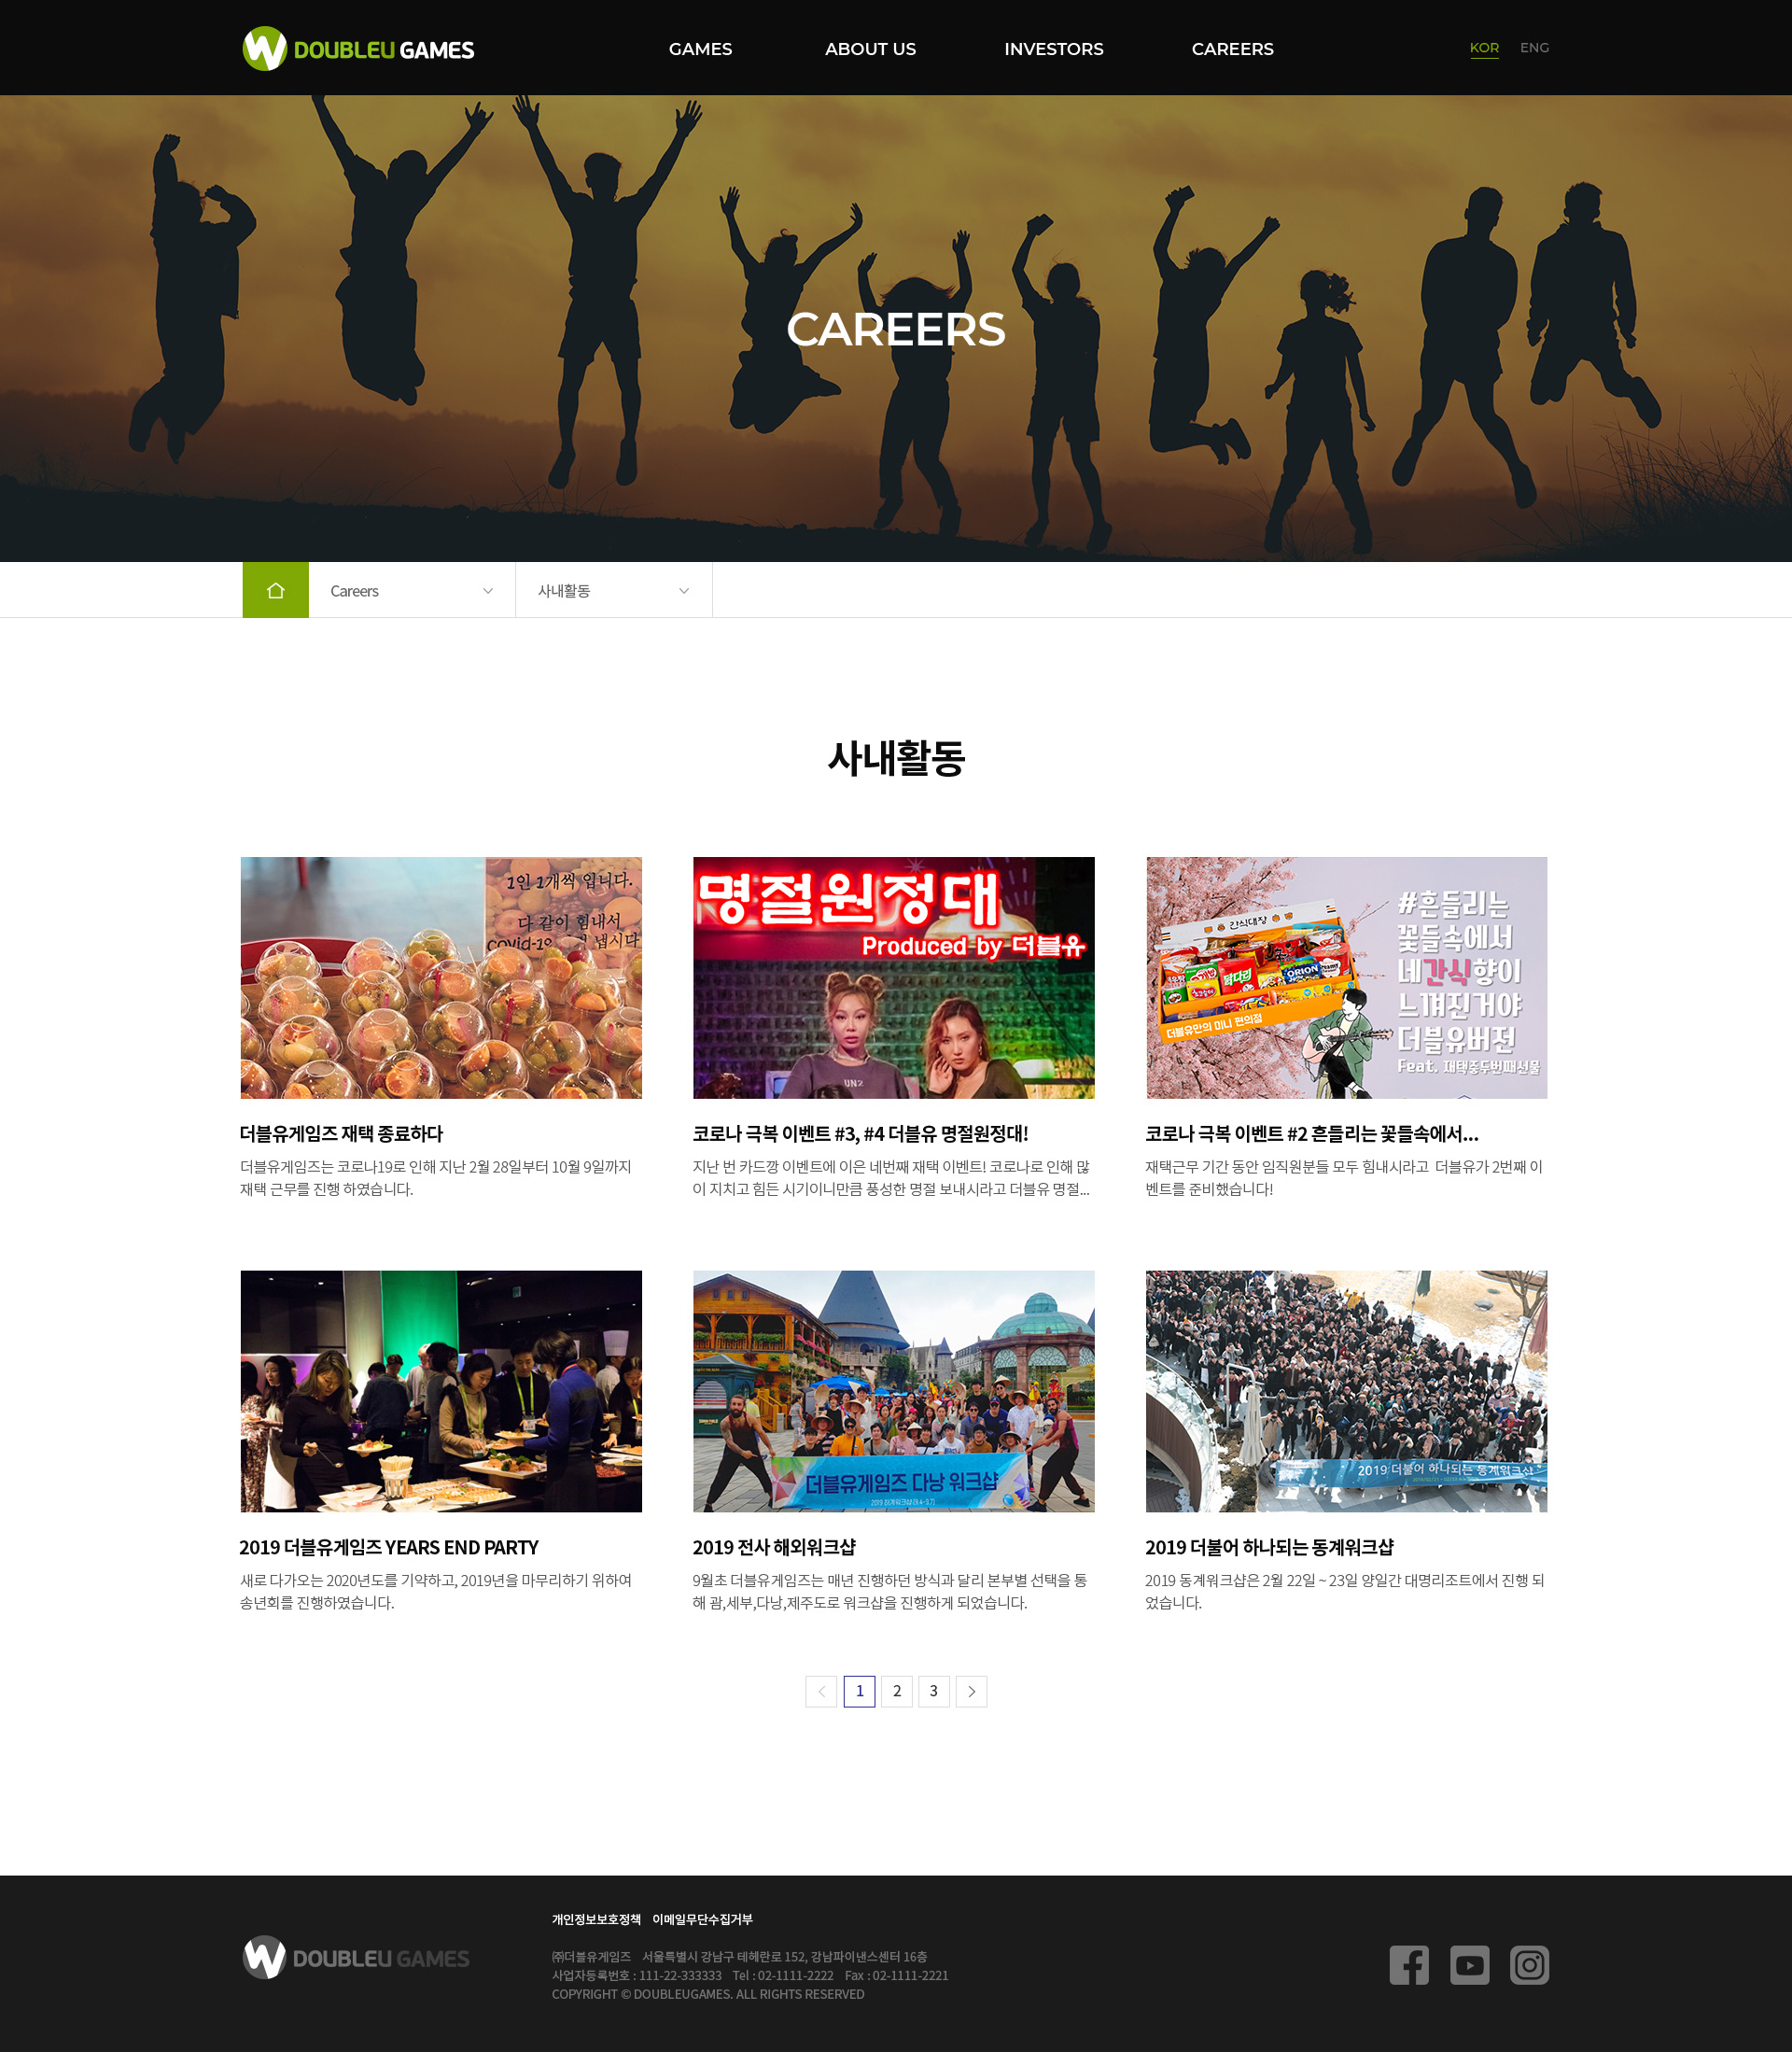 DOUBLEU GAMES
GAMES
ABOUT US
INVESTORS
CAREERS
KOR
ENG
CAREERS
Careers
사내활동
사내활동
1인 1개씩 입니다.
다 같이 힘내서
명절원정대
Produced by 더블유
UN2
#흔들리는
꽃들속에서
네간식향이
느껴진거야
더블유버전
Feat. 재택중두번째선물
간식대장
ORION
더블유만의 미니 편의점
더블유게임즈 재택 종료하다
더블유게임즈는 코로나19로 인해 지난 2월 28일부터 10월 9일까지
재택 근무를 진행 하였습니다.
코로나 극복 이벤트 #3, #4 더블유 명절원정대!
지난 번 카드깡 이벤트에 이은 네번째 재택 이벤트! 코로나로 인해 많
이 지치고 힘든 시기이니만큼 풍성한 명절 보내시라고 더블유 명절...
코로나 극복 이벤트 #2 흔들리는 꽃들속에서...
재택근무 기간 동안 임직원분들 모두 힘내시라고 더블유가 2번째 이
벤트를 준비했습니다!
더블유게임즈 다낭 워크샵
2019 더불어 하나되는 동계워크샵
2019 더블유게임즈 YEARS END PARTY
새로 다가오는 2020년도를 기약하고, 2019년을 마무리하기 위하여
송년회를 진행하였습니다.
2019 전사 해외워크샵
9월초 더블유게임즈는 매년 진행하던 방식과 달리 본부별 선택을 통
해 괌,세부,다낭,제주도로 워크샵을 진행하게 되었습니다.
2019 더불어 하나되는 동계워크샵
2019 동계워크샵은 2월 22일 ~ 23일 양일간 대명리조트에서 진행 되
었습니다.
1
2
3
DOUBLEU GAMES
개인정보보호정책 이메일무단수집거부
㈜더블유게임즈 서울특별시 강남구 테헤란로 152, 강남파이낸스센터 16층
사업자등록번호 : 111-22-333333 Tel : 02-1111-2222 Fax : 02-1111-2221
COPYRIGHT © DOUBLEUGAMES. ALL RIGHTS RESERVED